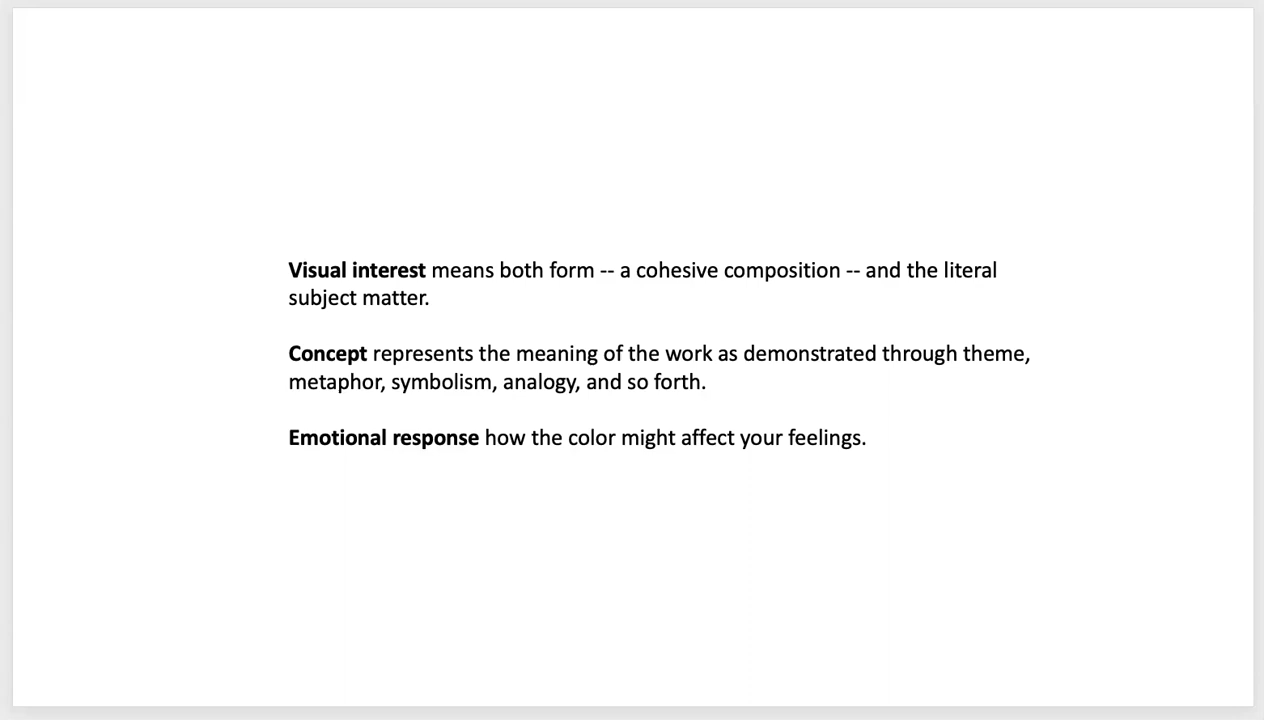 Visual interest means both form -- a cohesive composition -- and the literal
subject matter.
Concept represents the meaning of the work as demonstrated through theme,
metaphor, symbolism, analogy, and so forth.
Emotional response how the color might affect your feelings.